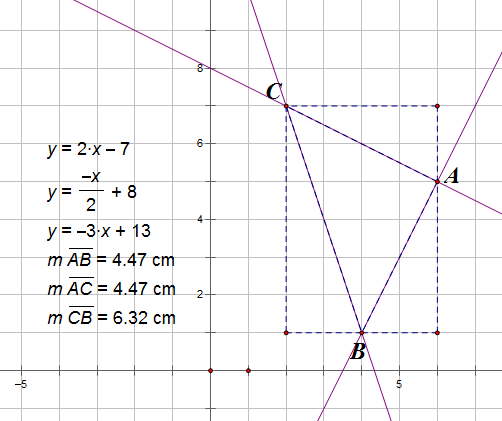 8
C
6
y = 2·x – 7
y = –x/2 + 8
A
4
y = –3·x + 13
m AB = 4.47 cm
m AC = 4.47 cm
2
m CB = 6.32 cm
B
–5
5